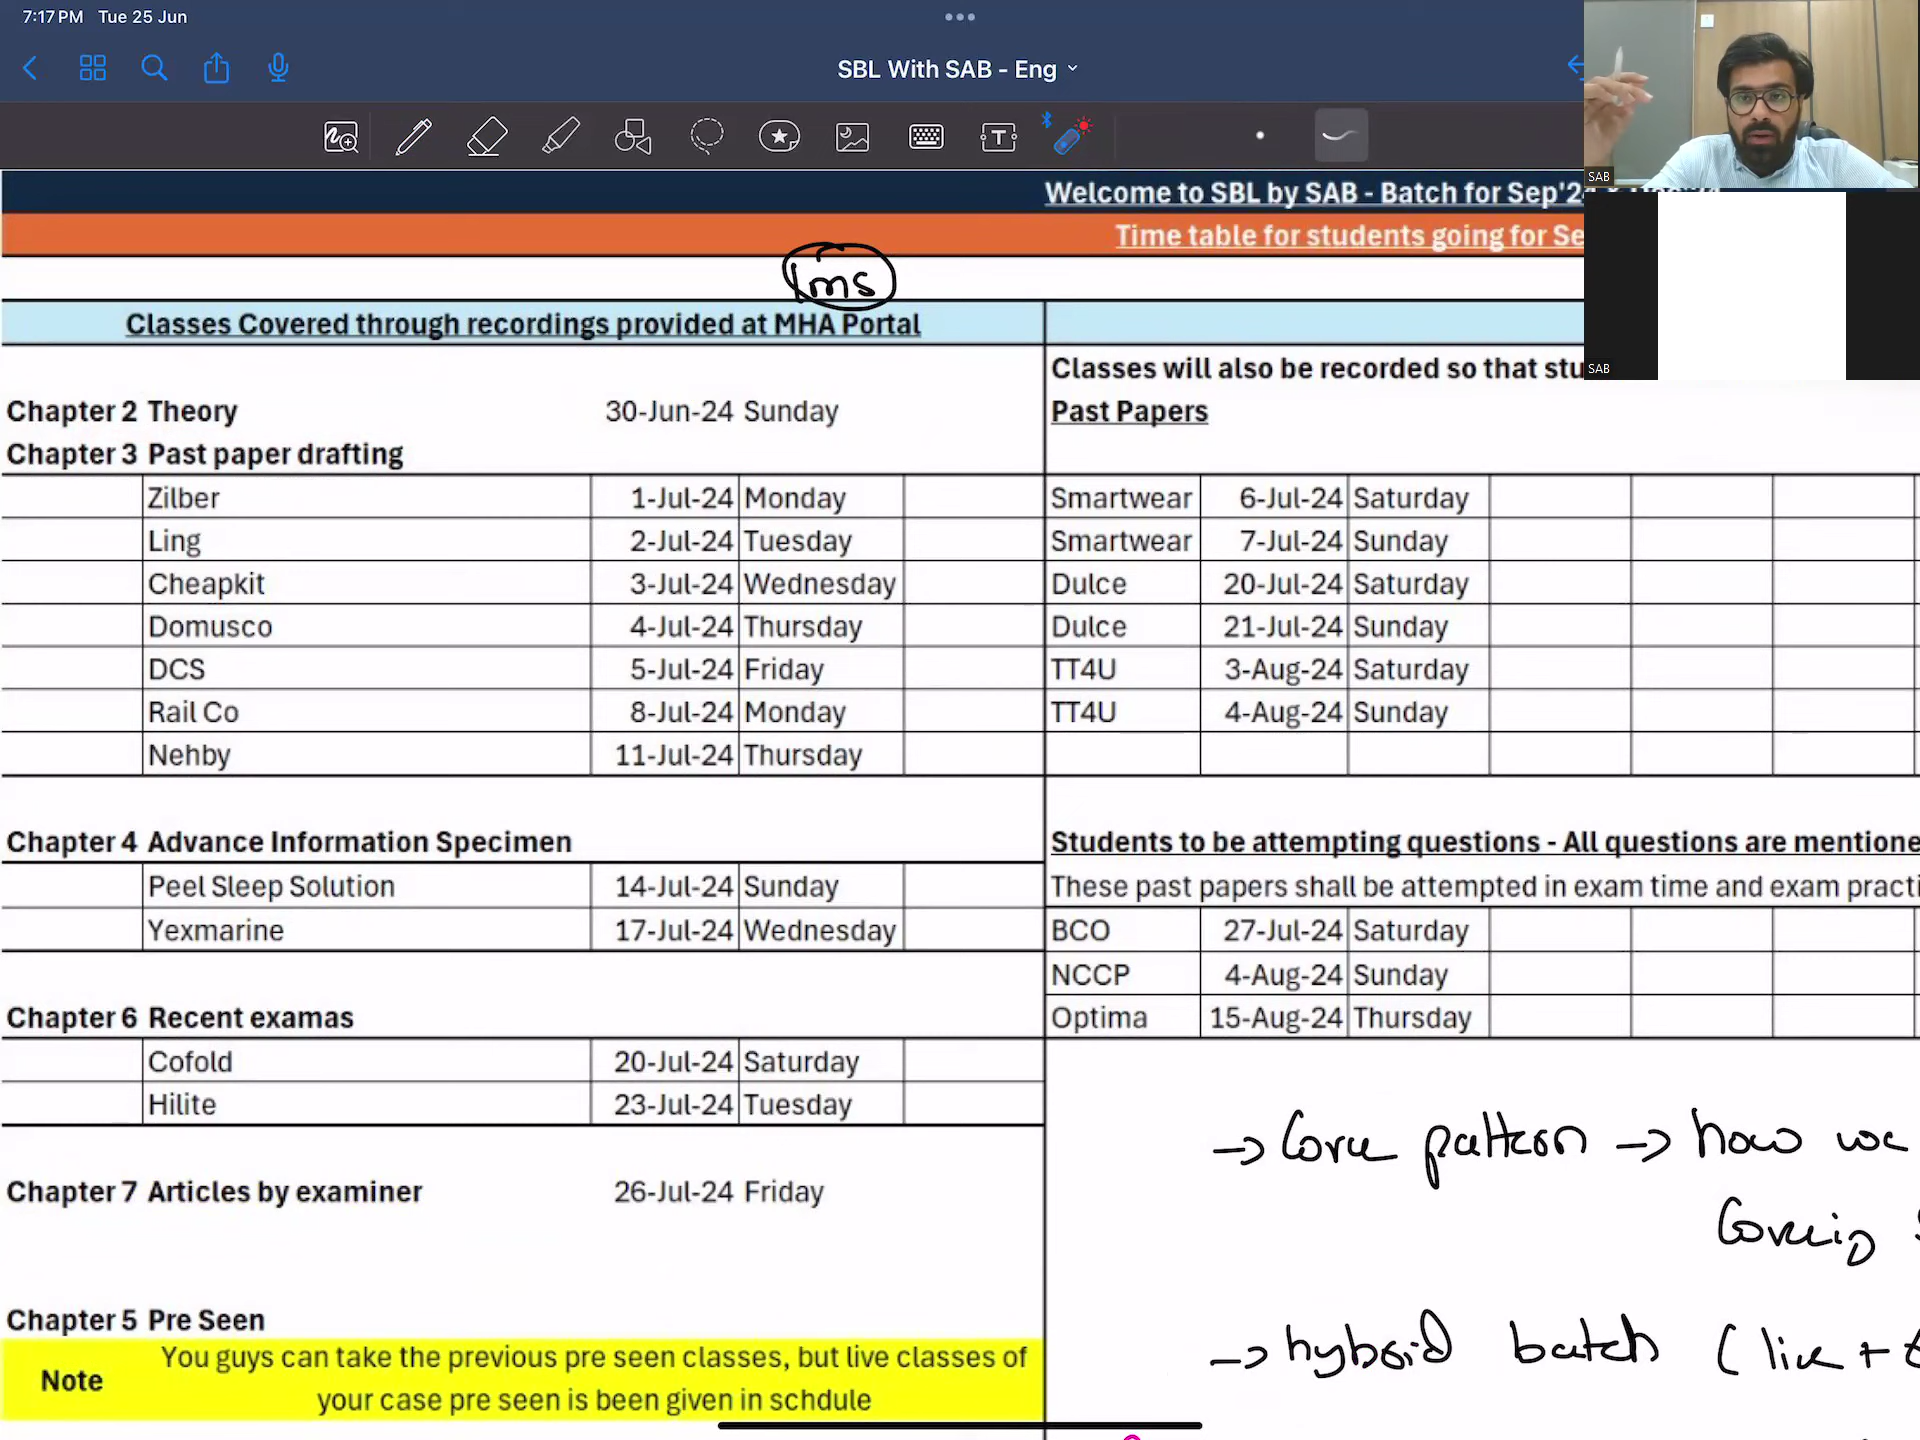 7:17 PM Tue 25 Jun
SBL With SAB - Eng
T
SAB
SAB
Welcome to SBL by SAB - Batch for Sep'24
Time table for students going for Se
lms
Classes Covered through recordings provided at MHA Portal
Classes will also be recorded so that stu
Chapter 2 Theory 30-Jun-24 Sunday
Past Papers
Chapter 3 Past paper drafting
Zilber 1-Jul-24 Monday
Smartwear 6-Jul-24 Saturday
Ling 2-Jul-24 Tuesday
Smartwear 7-Jul-24 Sunday
Cheapkit 3-Jul-24 Wednesday
Dulce 20-Jul-24 Saturday
Domusco 4-Jul-24 Thursday
Dulce 21-Jul-24 Sunday
DCS 5-Jul-24 Friday
TT4U 3-Aug-24 Saturday
Rail Co 8-Jul-24 Monday
TT4U 4-Aug-24 Sunday
Nehby 11-Jul-24 Thursday
Chapter 4 Advance Information Specimen
Students to be attempting questions - All questions are mentione
Peel Sleep Solution 14-Jul-24 Sunday
These past papers shall be attempted in exam time and exam practi
Yexmarine 17-Jul-24 Wednesday
BCO 27-Jul-24 Saturday
NCCP 4-Aug-24 Sunday
Chapter 6 Recent examas
Optima 15-Aug-24 Thursday
Cofold 20-Jul-24 Saturday
Hilite 23-Jul-24 Tuesday
→ Core pattern → how we
Chapter 7 Articles by examiner 26-Jul-24 Friday
Chapter 5 Pre Seen
→ hybrid batch ( live +
Note You guys can take the previous pre seen classes, but live classes of
your case pre seen is been given in schdule